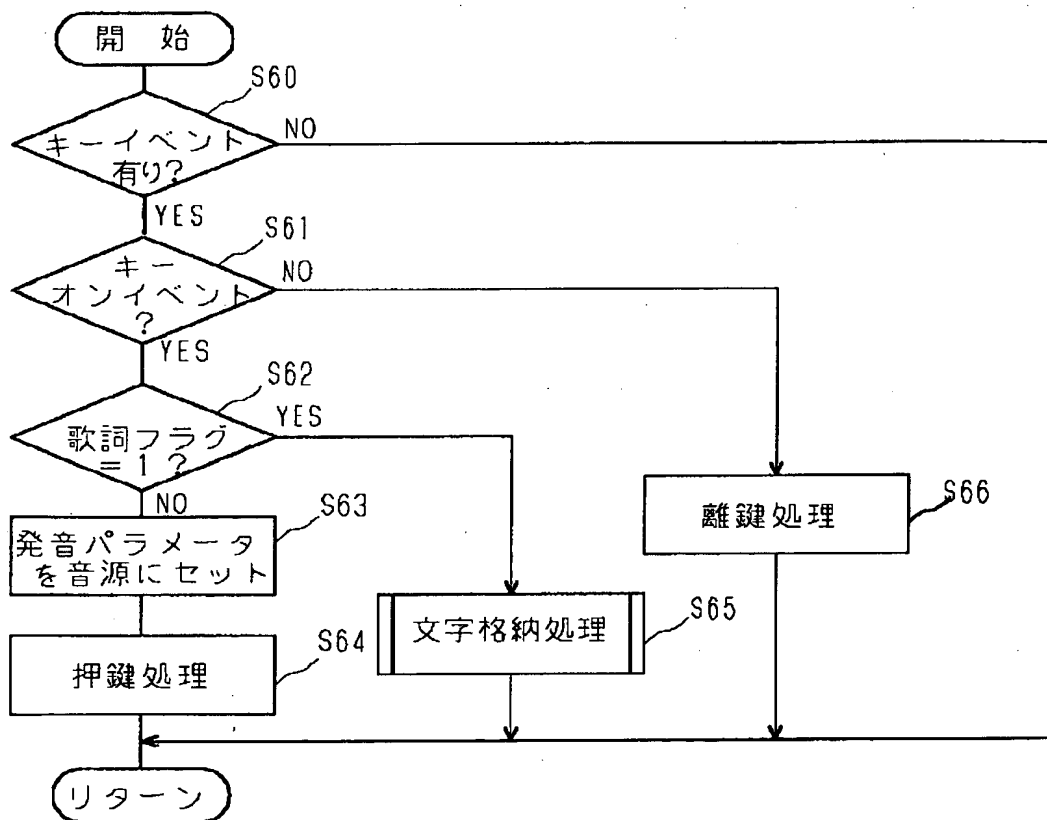 開始
S60
キーイベント
有り?
NO
YES
S61
キー
オンイベント
?
NO
YES
S62
歌詞フラグ
=1?
YES
NO
S63
発音パラメータ
を音源にセット
離鍵処理
S66
文字格納処理
S65
押鍵処理
S64
リターン